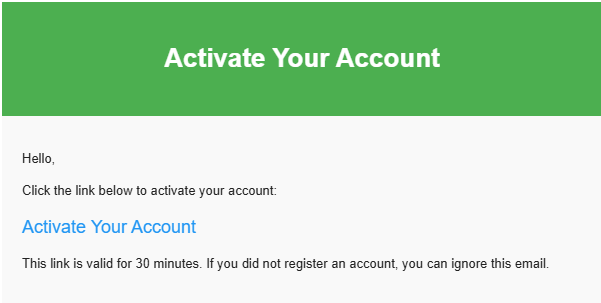 Activate Your Account
Hello,
Click the link below to activate your account:
Activate Your Account
This link is valid for 30 minutes. If you did not register an account, you can ignore this email.